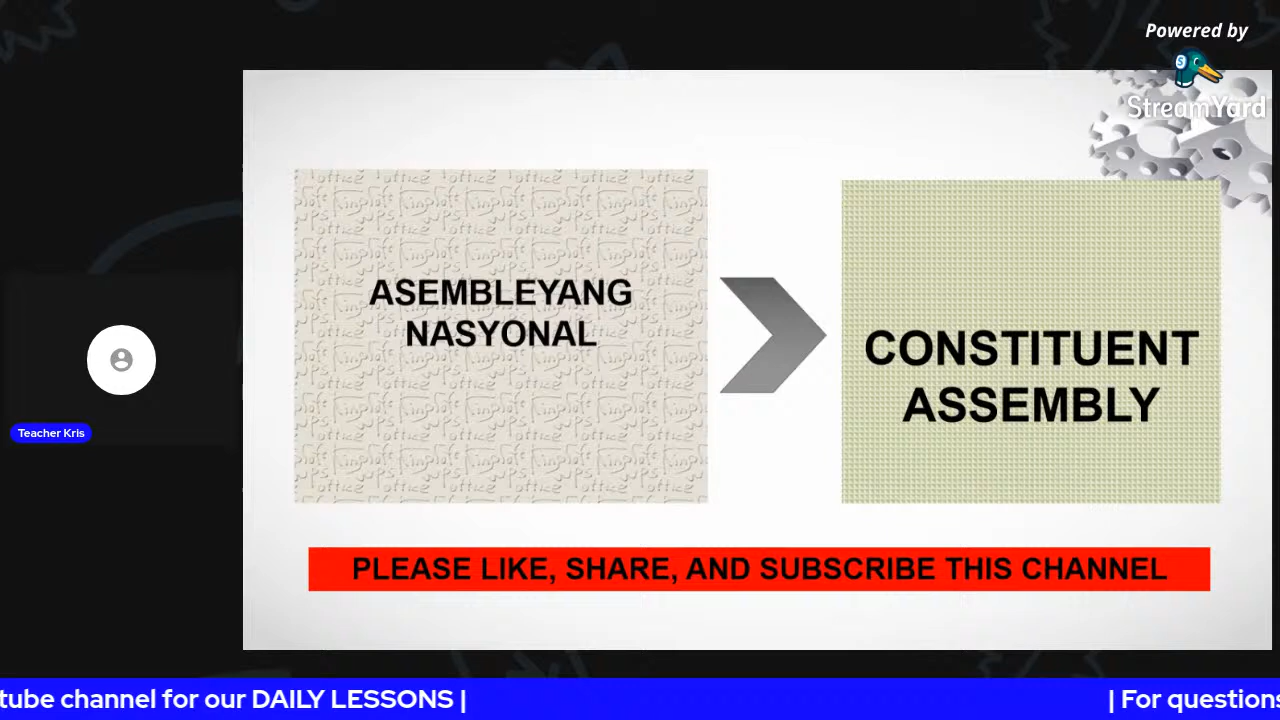 Powered by
StreamYard
ASEMBLEYANG
NASYONAL
CONSTITUENT
ASSEMBLY
Teacher Kris
PLEASE LIKE, SHARE, AND SUBSCRIBE THIS CHANNEL
tube channel for our DAILY LESSONS | | For questions